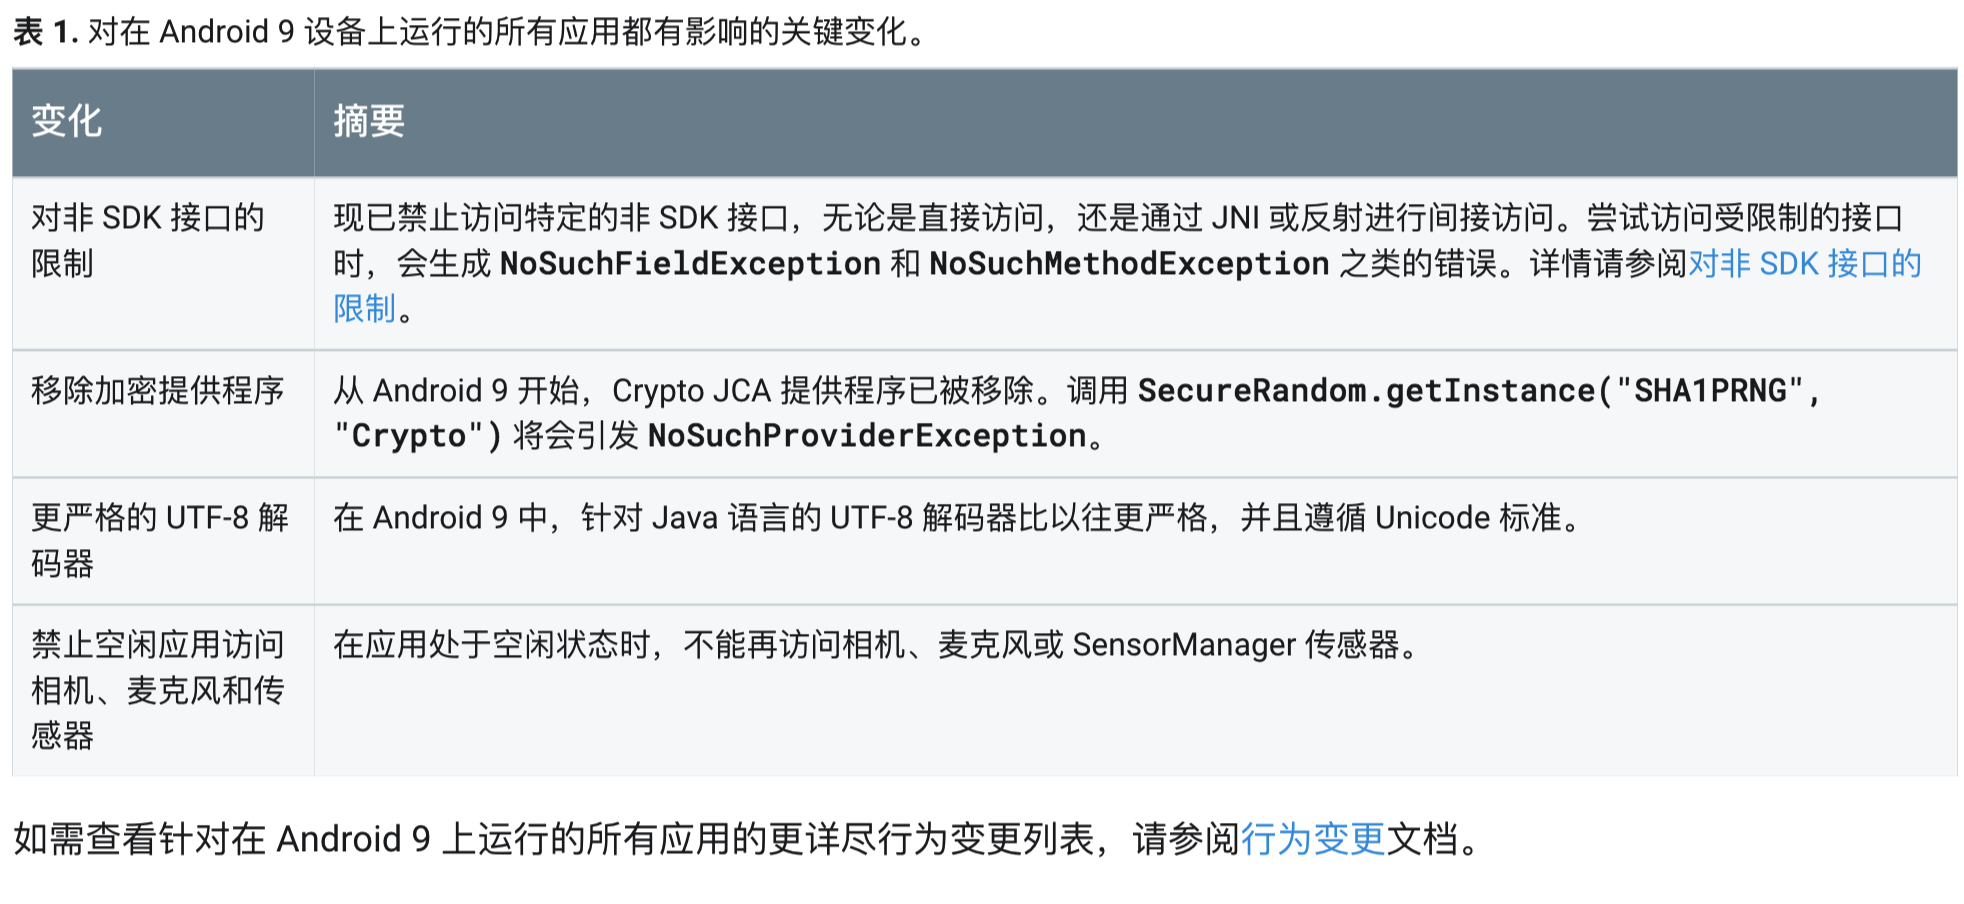 表 1. 对在 Android 9 设备上运行的所有应用都有影响的关键变化。
变化
摘要
对非 SDK 接口的
限制
现已禁止访问特定的非 SDK 接口，无论是直接访问，还是通过 JNI 或反射进行间接访问。尝试访问受限制的接口
时，会生成 NoSuchFieldException 和 NoSuchMethodException 之类的错误。详情请参阅对非 SDK 接口的
限制。
移除加密提供程序
从 Android 9 开始，Crypto JCA 提供程序已被移除。调用 SecureRandom.getInstance("SHA1PRNG",
"Crypto") 将会引发 NoSuchProviderException。
更严格的 UTF-8 解
码器
在 Android 9 中，针对 Java 语言的 UTF-8 解码器比以往更严格，并且遵循 Unicode 标准。
禁止空闲应用访问
相机、麦克风和传
感器
在应用处于空闲状态时，不能再访问相机、麦克风或 SensorManager 传感器。
如需查看针对在 Android 9 上运行的所有应用的更详尽行为变更列表，请参阅行为变更文档。